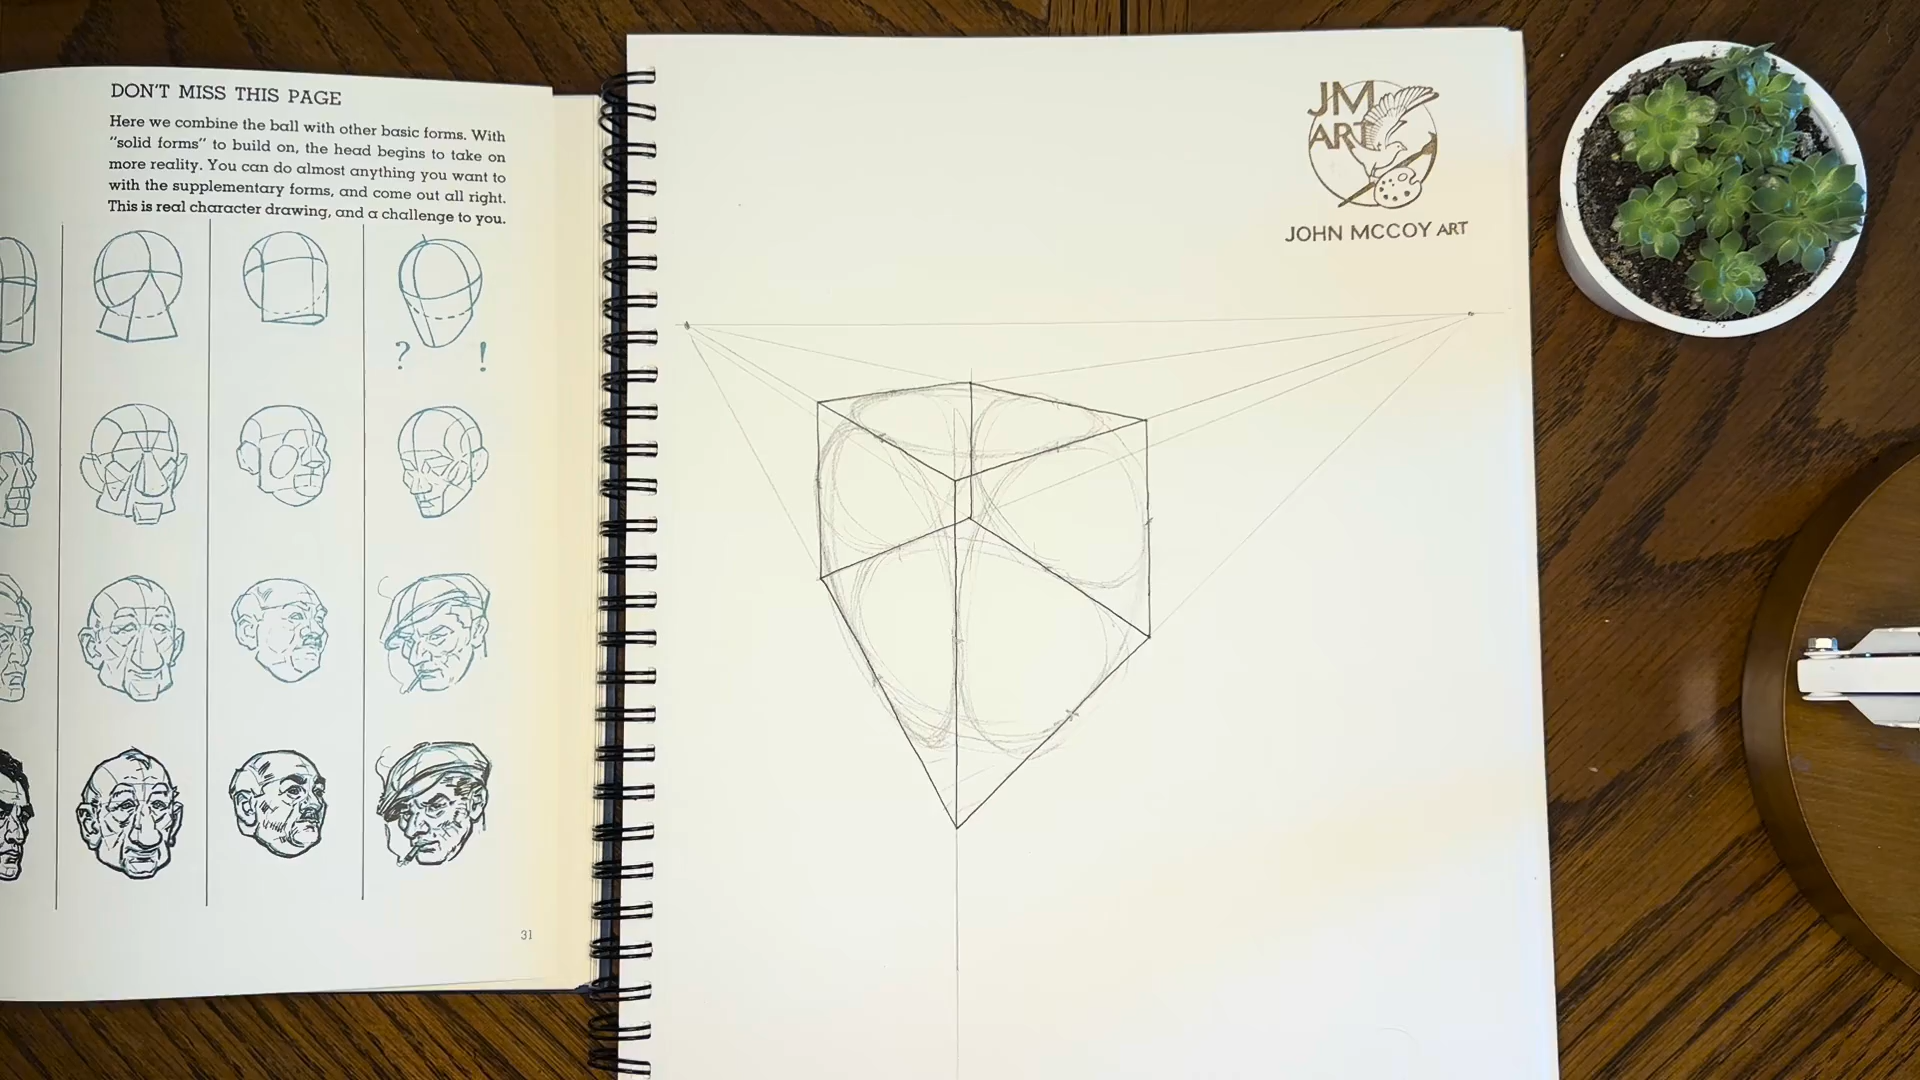 DON'T MISS THIS PAGE
Here we combine the ball with other basic forms. With
"solid forms" to build on, the head begins to take on
more reality. You can do almost anything you want to
with the supplementary forms, and come out all right.
This is real character drawing, and a challenge to you.
? !
31
JM
ART
JOHN MCCOY ART